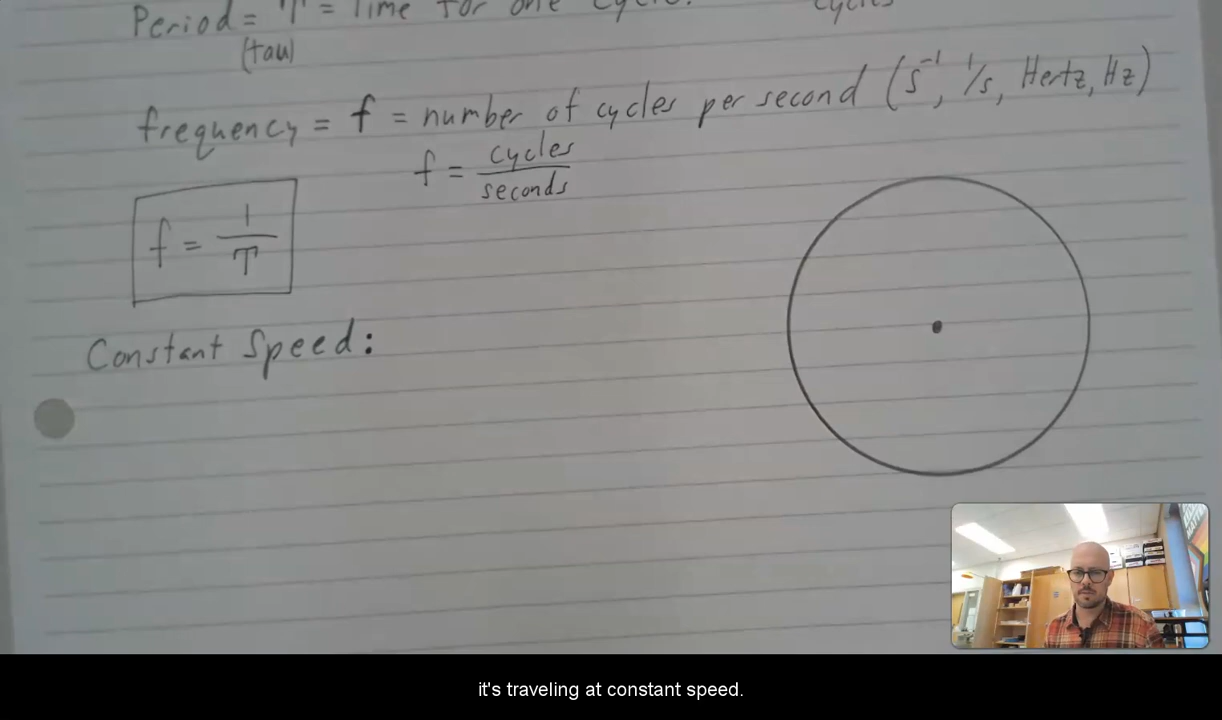 Period = T = Time for one cycle.
cycles
(tau)
frequency = f = number of cycles per second (s⁻¹, 1/s, Hertz, Hz)
f = cycles/seconds
f = 1/T
Constant Speed:
it's traveling at constant speed.